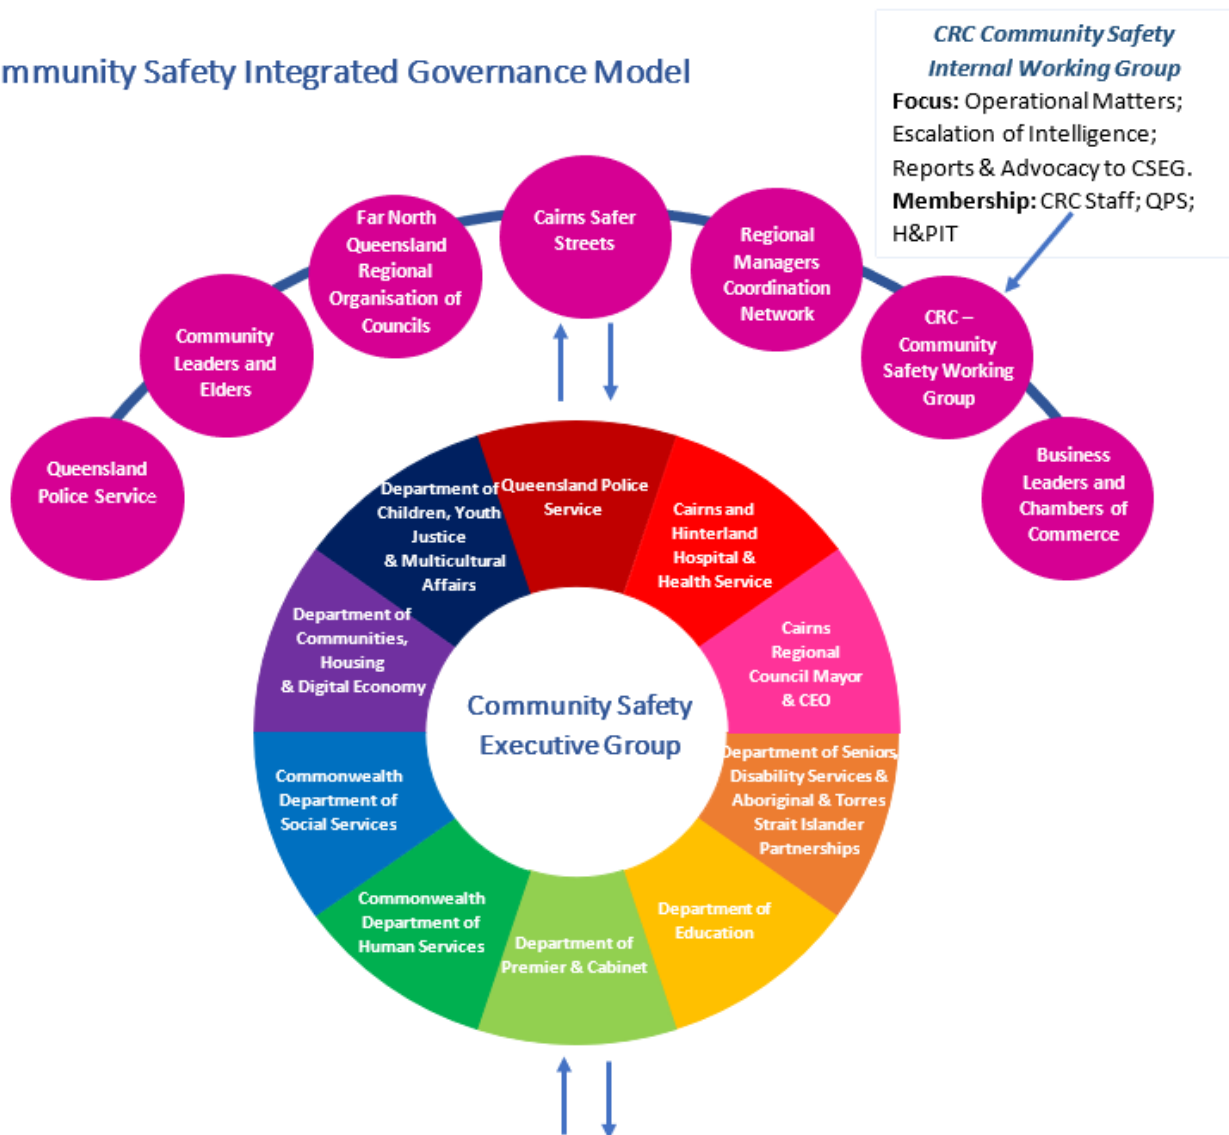 mmunity Safety Integrated Governance Model
CRC Community Safety
Internal Working Group
Focus: Operational Matters;
Escalation of Intelligence;
Reports & Advocacy to CSEG.
Membership: CRC Staff; QPS;
H&PIT
Queensland
Police Service
Community
Leaders and
Elders
Far North
Queensland
Regional
Organisation of
Councils
Cairns Safer
Streets
Regional
Managers
Coordination
Network
CRC –
Community
Safety Working
Group
Business
Leaders and
Chambers of
Commerce
Queensland Police
Service
Cairns and
Hinterland
Hospital &
Health Service
Cairns
Regional
Council Mayor
& CEO
Department of Seniors,
Disability Services &
Aboriginal & Torres
Strait Islander
Partnerships
Department of
Education
Department of
Premier & Cabinet
Commonwealth
Department of
Human Services
Commonwealth
Department of
Social Services
Department of
Communities,
Housing
& Digital Economy
Department of
Children, Youth
Justice
& Multicultural
Affairs
Community Safety
Executive Group